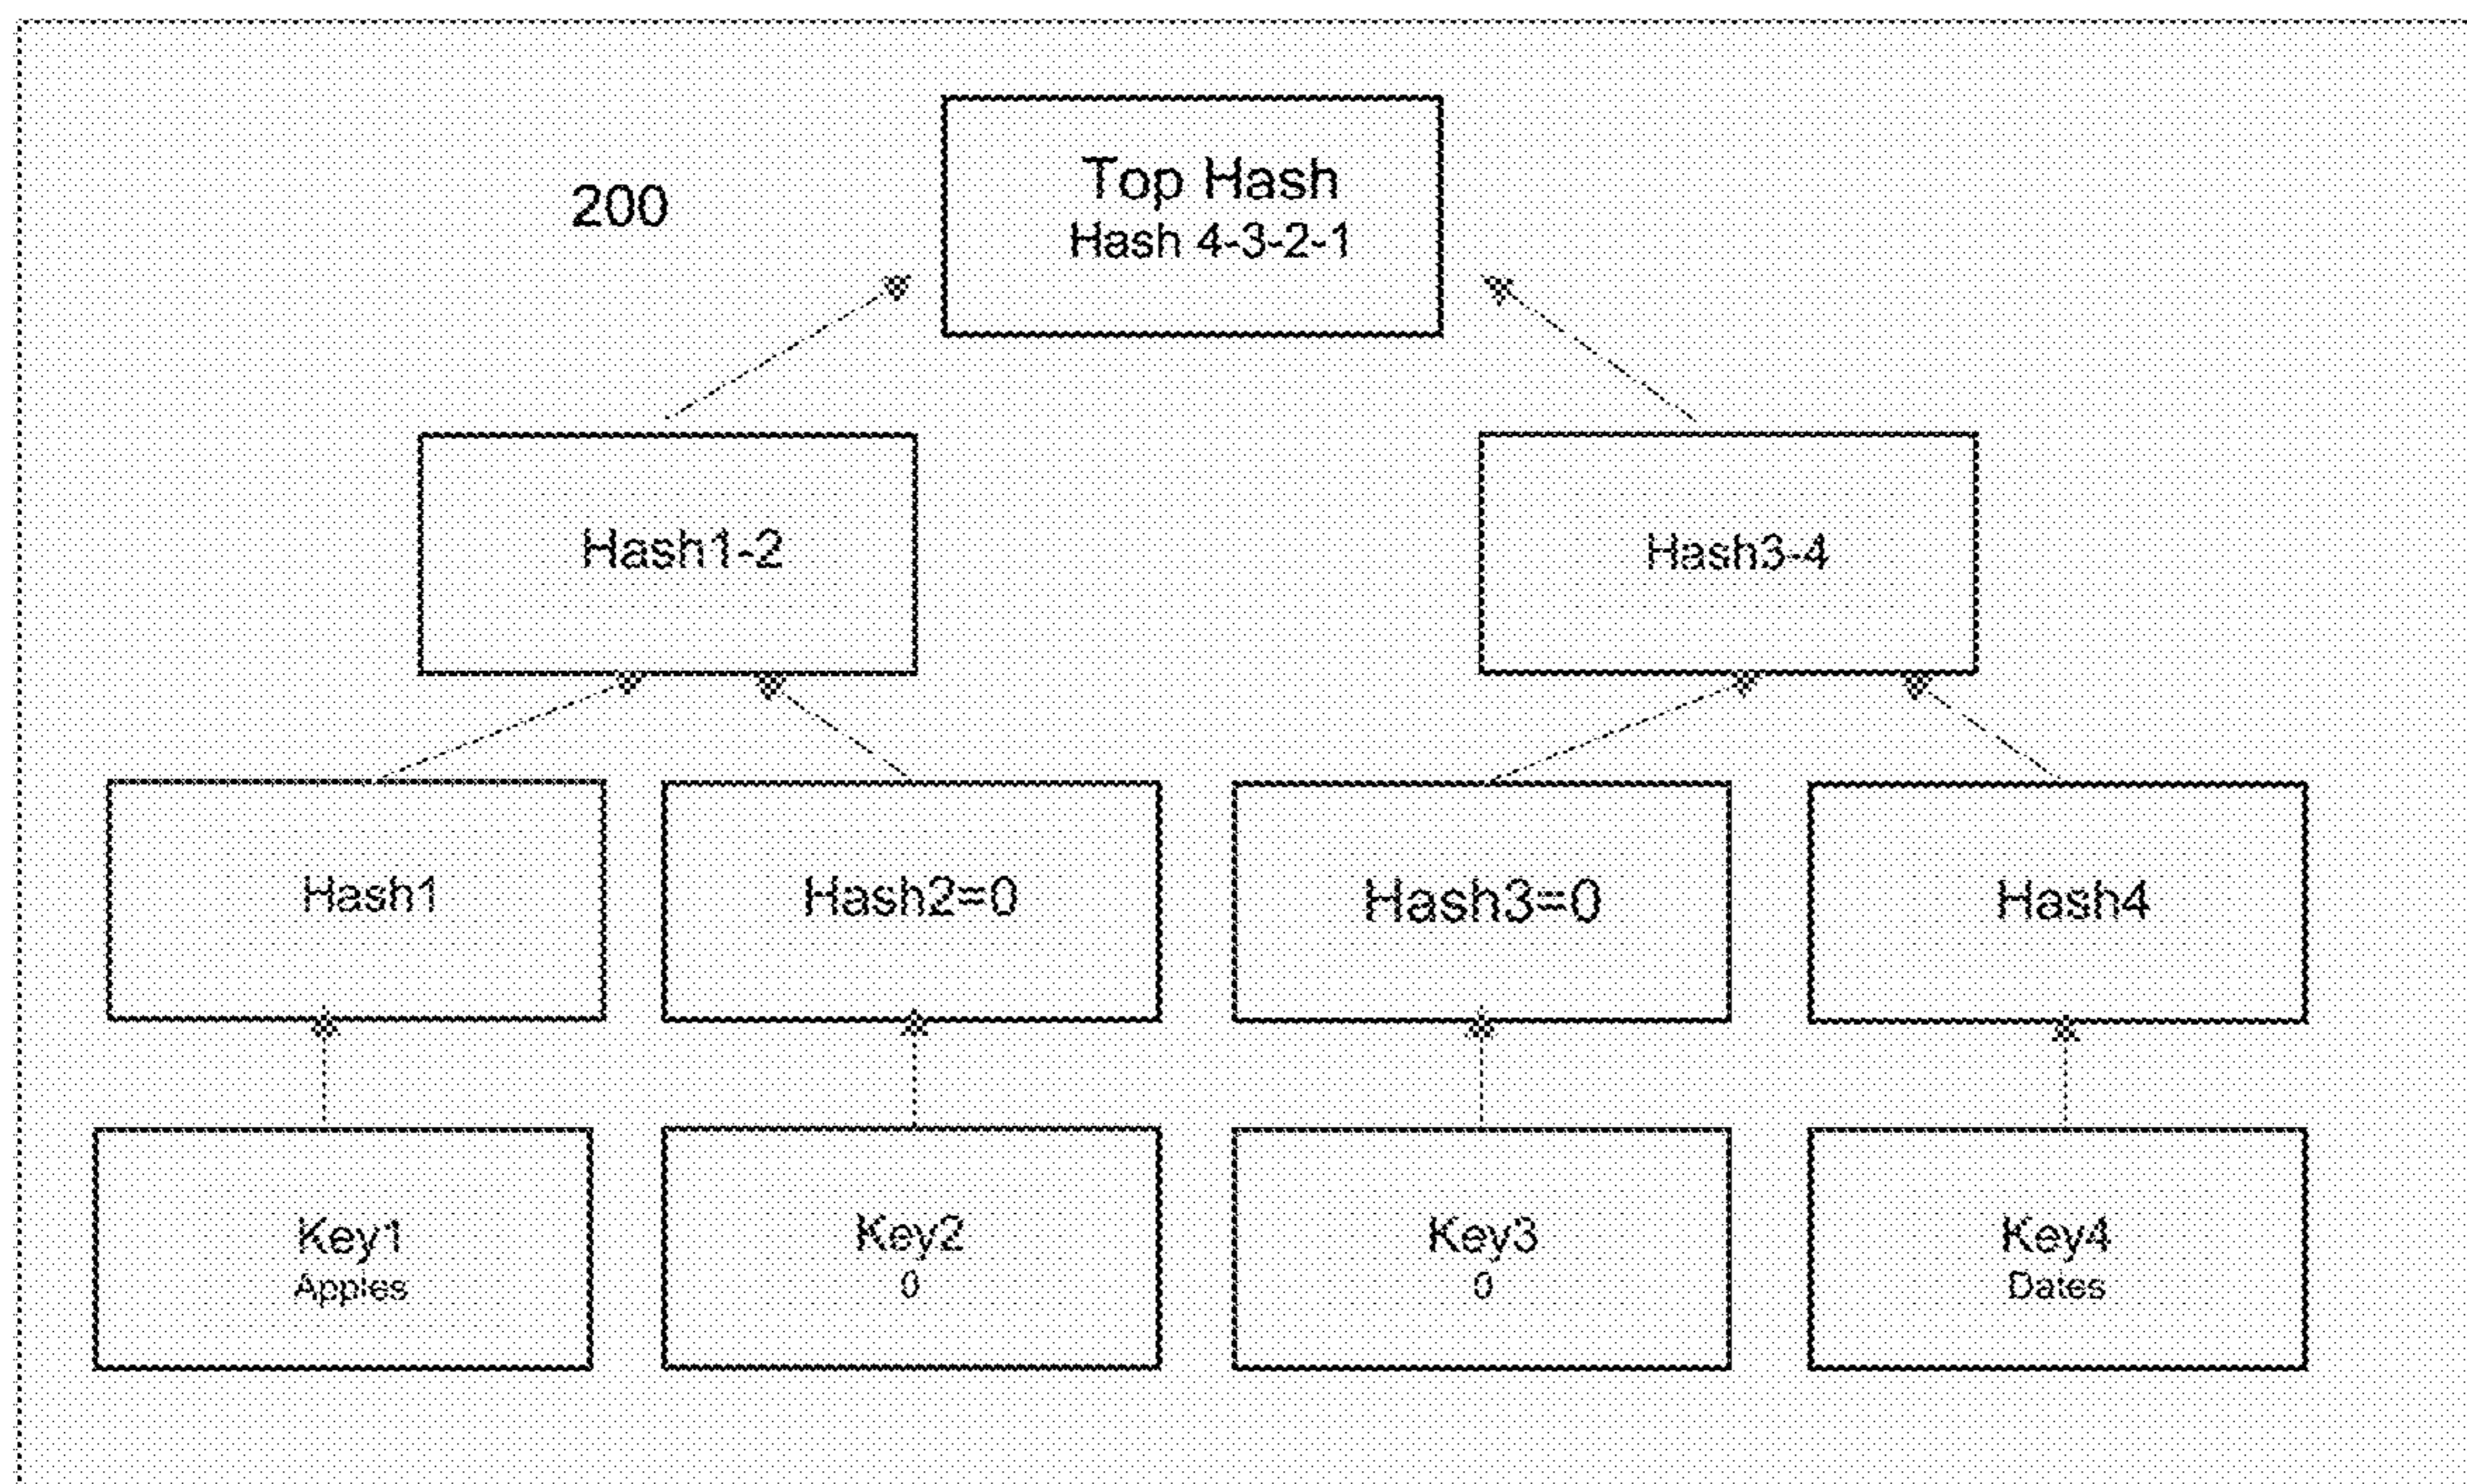 200
Top Hash
Hash 4-3-2-1
Hash1-2
Hash3-4
Hash1
Hash2=0
Hash3=0
Hash4
Key1
Apples
Key2
0
Key3
0
Key4
Dates